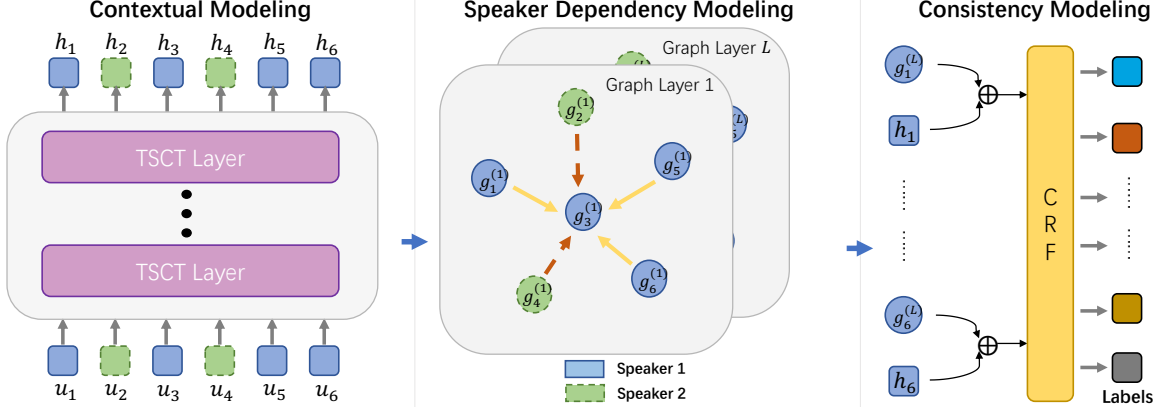 Contextual Modeling
h₁ h₂ h₃ h₄ h₅ h₆
TSCT Layer
TSCT Layer
u₁ u₂ u₃ u₄ u₅ u₆
Speaker Dependency Modeling
Graph Layer L
Graph Layer 1
g₂⁽¹⁾
g₁⁽¹⁾
g₅⁽¹⁾
g₃⁽¹⁾
g₄⁽¹⁾
g₆⁽¹⁾
Speaker 1
Speaker 2
Consistency Modeling
g₁⁽ᴸ⁾
h₁
C
R
F
g₆⁽ᴸ⁾
h₆
Labels